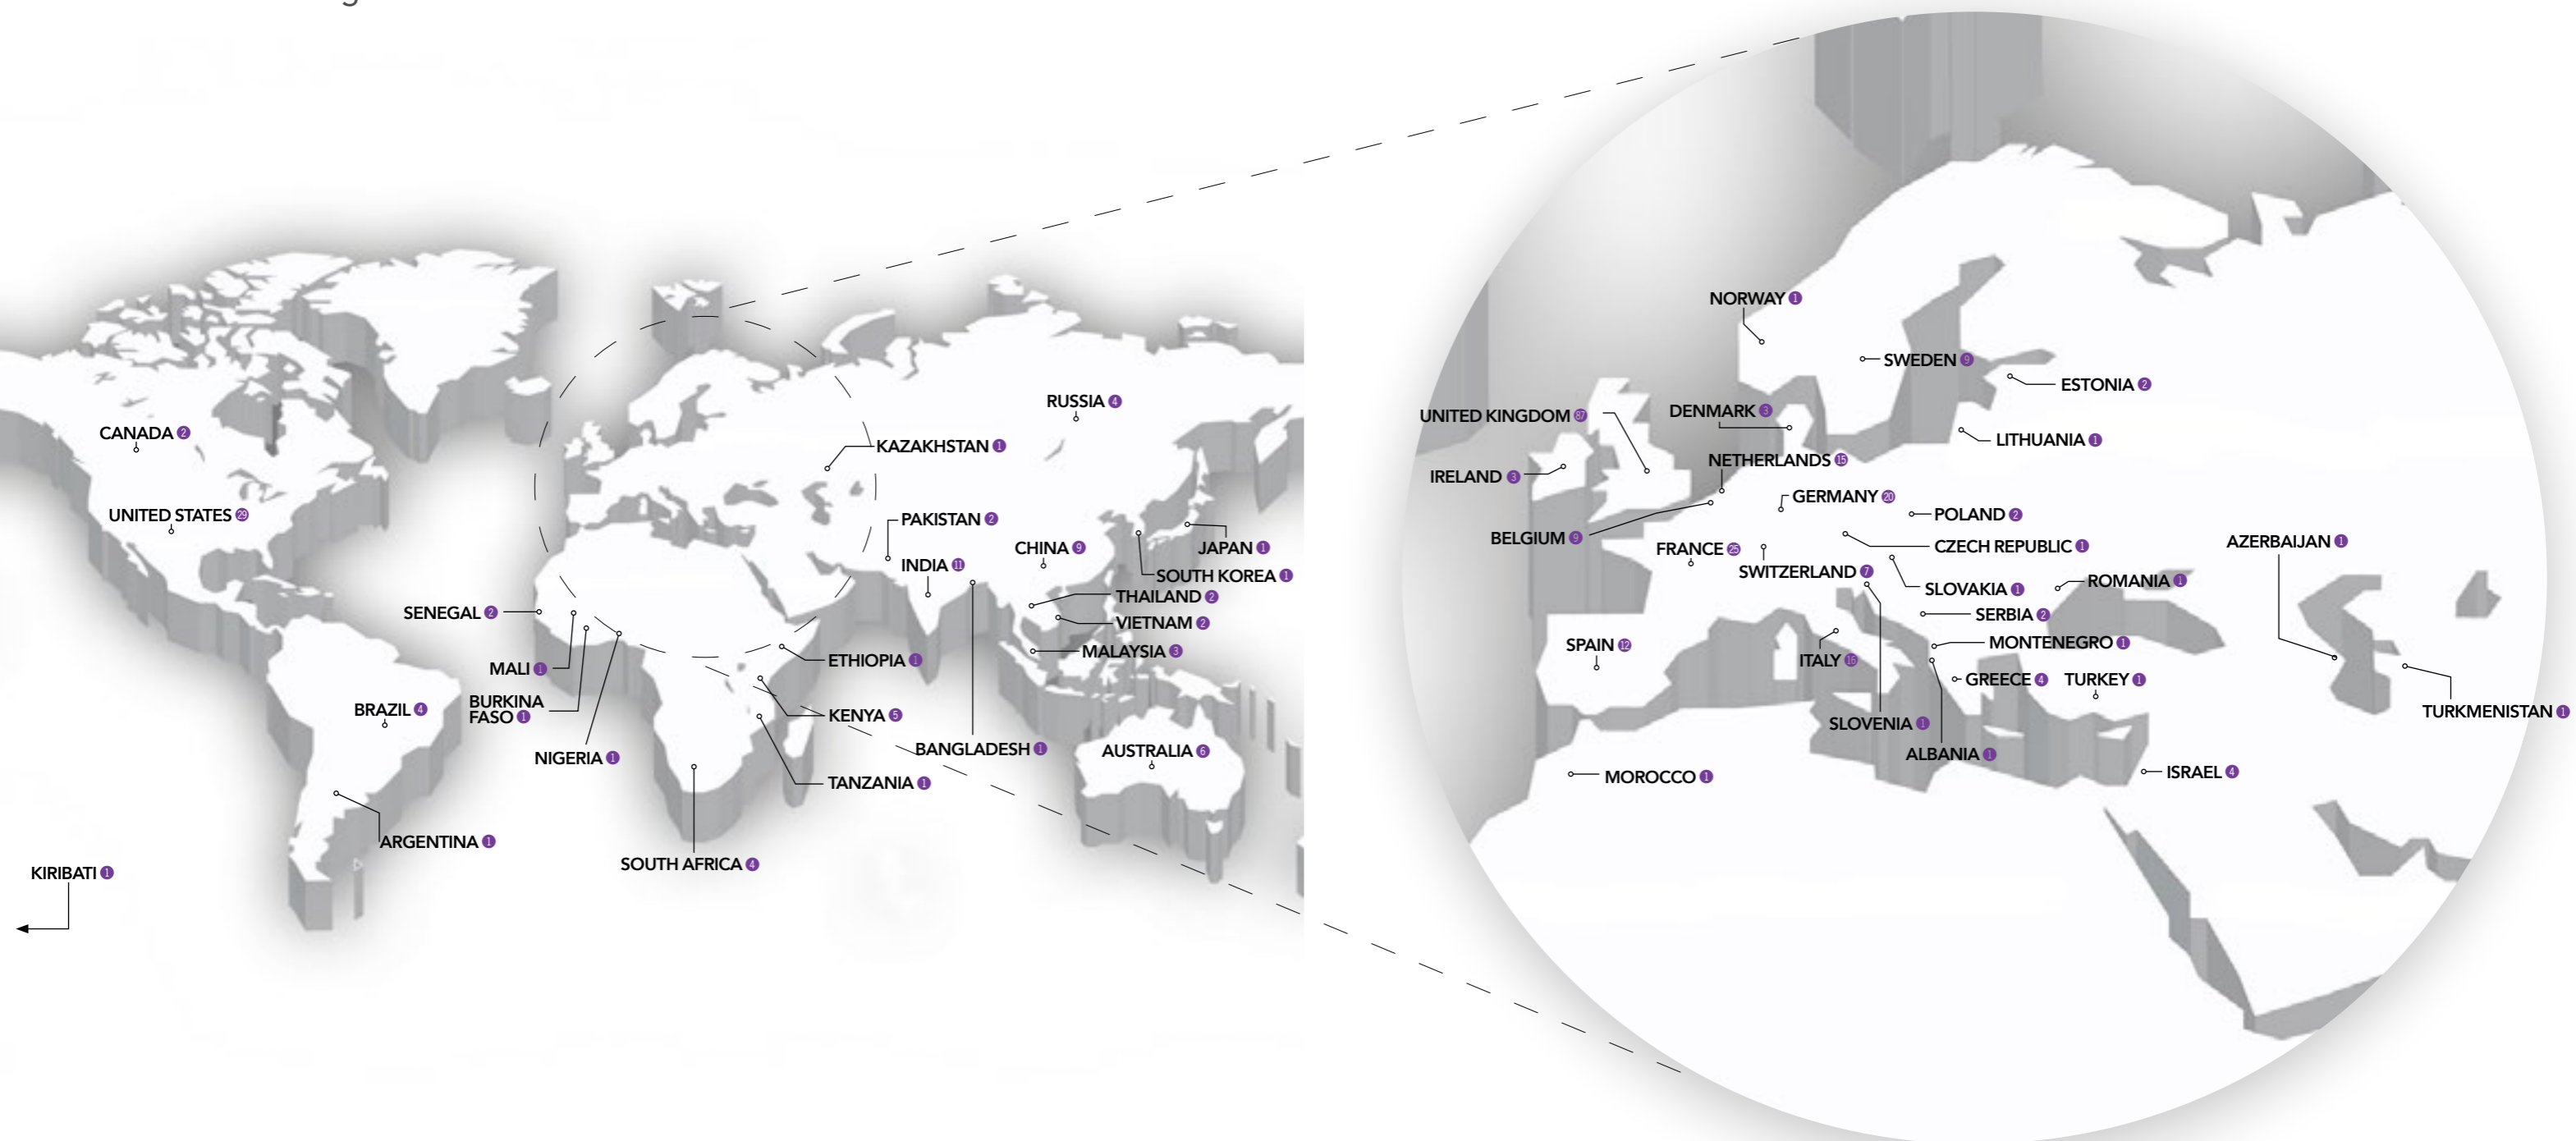 CANADA 2
UNITED STATES 29
KIRIBATI 1
BRAZIL 4
ARGENTINA 1
SENEGAL 2
MALI 1
BURKINA
FASO 1
NIGERIA 1
SOUTH AFRICA 4
ETHIOPIA 1
KENYA 5
TANZANIA 1
RUSSIA 4
KAZAKHSTAN 1
PAKISTAN 2
INDIA 11
CHINA 9
JAPAN 1
SOUTH KOREA 1
THAILAND 2
VIETNAM 2
MALAYSIA 3
BANGLADESH 1
AUSTRALIA 6
NORWAY 1
SWEDEN 9
ESTONIA 2
UNITED KINGDOM 87
DENMARK 3
LITHUANIA 1
IRELAND 3
NETHERLANDS 15
GERMANY 20
POLAND 2
BELGIUM 9
FRANCE 25
CZECH REPUBLIC 1
AZERBAIJAN 1
SWITZERLAND 7
SLOVAKIA 1
ROMANIA 1
SERBIA 2
SPAIN 12
ITALY 16
MONTENEGRO 1
GREECE 4
TURKEY 1
TURKMENISTAN 1
SLOVENIA 1
ALBANIA 1
MOROCCO 1
ISRAEL 4